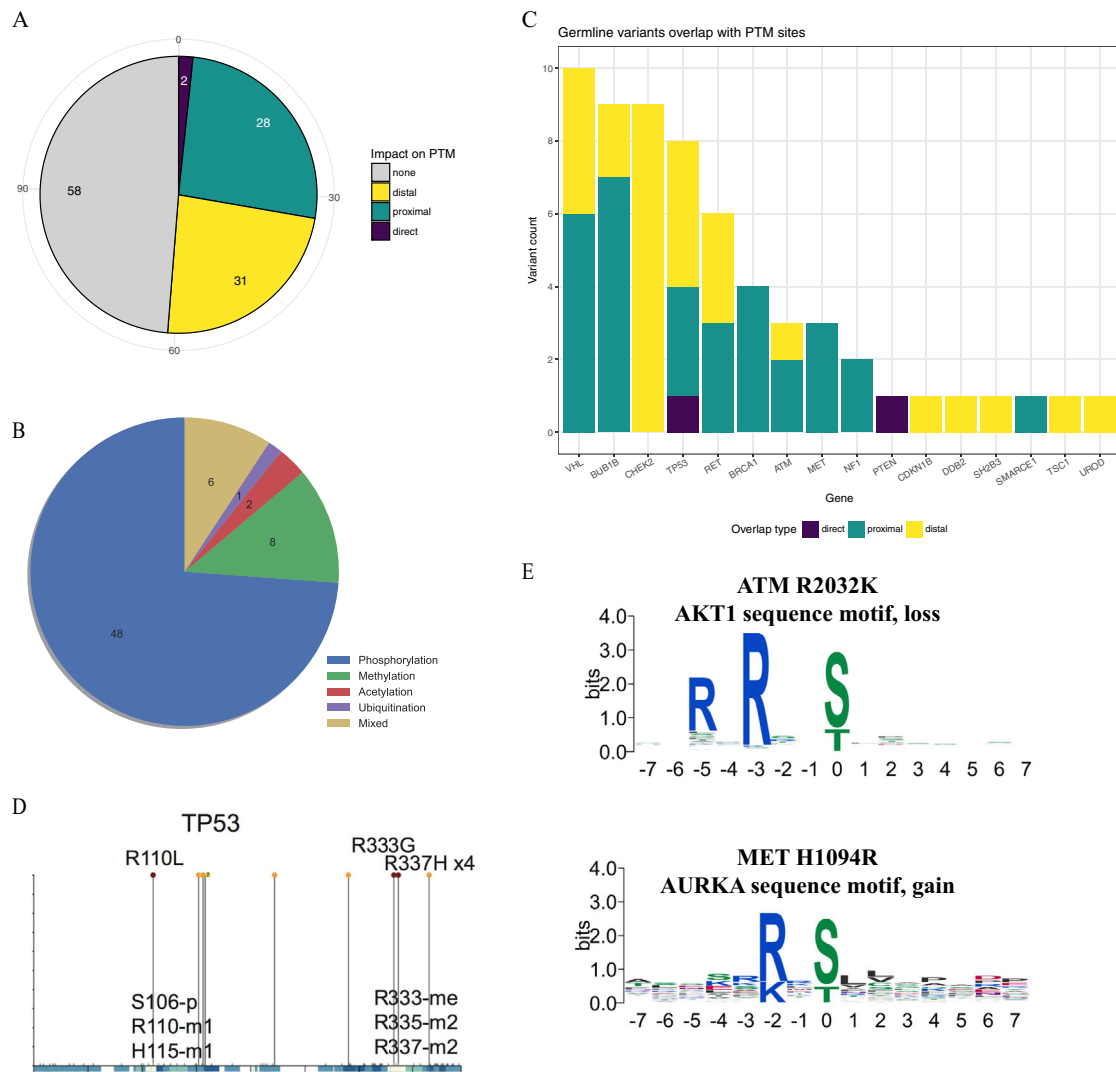 A
0
2
28
58
31
90
30
60
Impact on PTM
none
distal
proximal
direct
B
6
1
2
8
48
Phosphorylation
Methylation
Acetylation
Ubiquitination
Mixed
C
Germline variants overlap with PTM sites
Variant count
10
8
6
4
2
0
VHL BUB1B CHEK2 TP53 RET BRCA1 ATM MET NF1 PTEN CDKN1B DDB2 SH2B3 SMARCE1 TSC1 UROD
Gene
Overlap type direct proximal distal
D
TP53
R110L
R333G
R337H x4
2
S106-p
R110-m1
H115-m1
R333-me
R335-m2
R337-m2
E
ATM R2032K
AKT1 sequence motif, loss
bits
4.0
3.0
2.0
1.0
0.0
R R S
T
-7 -6 -5 -4 -3 -2 -1 0 1 2 3 4 5 6 7
MET H1094R
AURKA sequence motif, gain
bits
4.0
3.0
2.0
1.0
0.0
R S
K T
-7 -6 -5 -4 -3 -2 -1 0 1 2 3 4 5 6 7